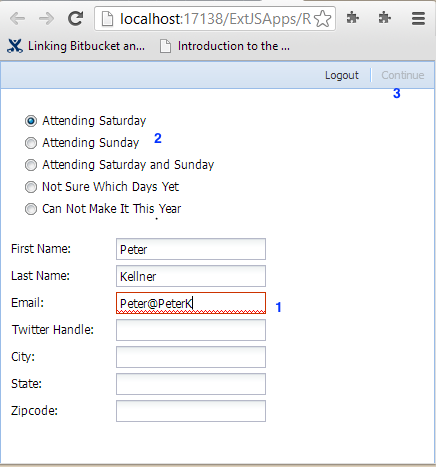 localhost:17138/ExtJSApps/R
Linking Bitbucket an... Introduction to the ...
Logout Continue
3
Attending Saturday
Attending Sunday 2
Attending Saturday and Sunday
Not Sure Which Days Yet
Can Not Make It This Year
First Name: Peter
Last Name: Kellner
Email: Peter@PeterK 1
Twitter Handle:
City:
State:
Zipcode: